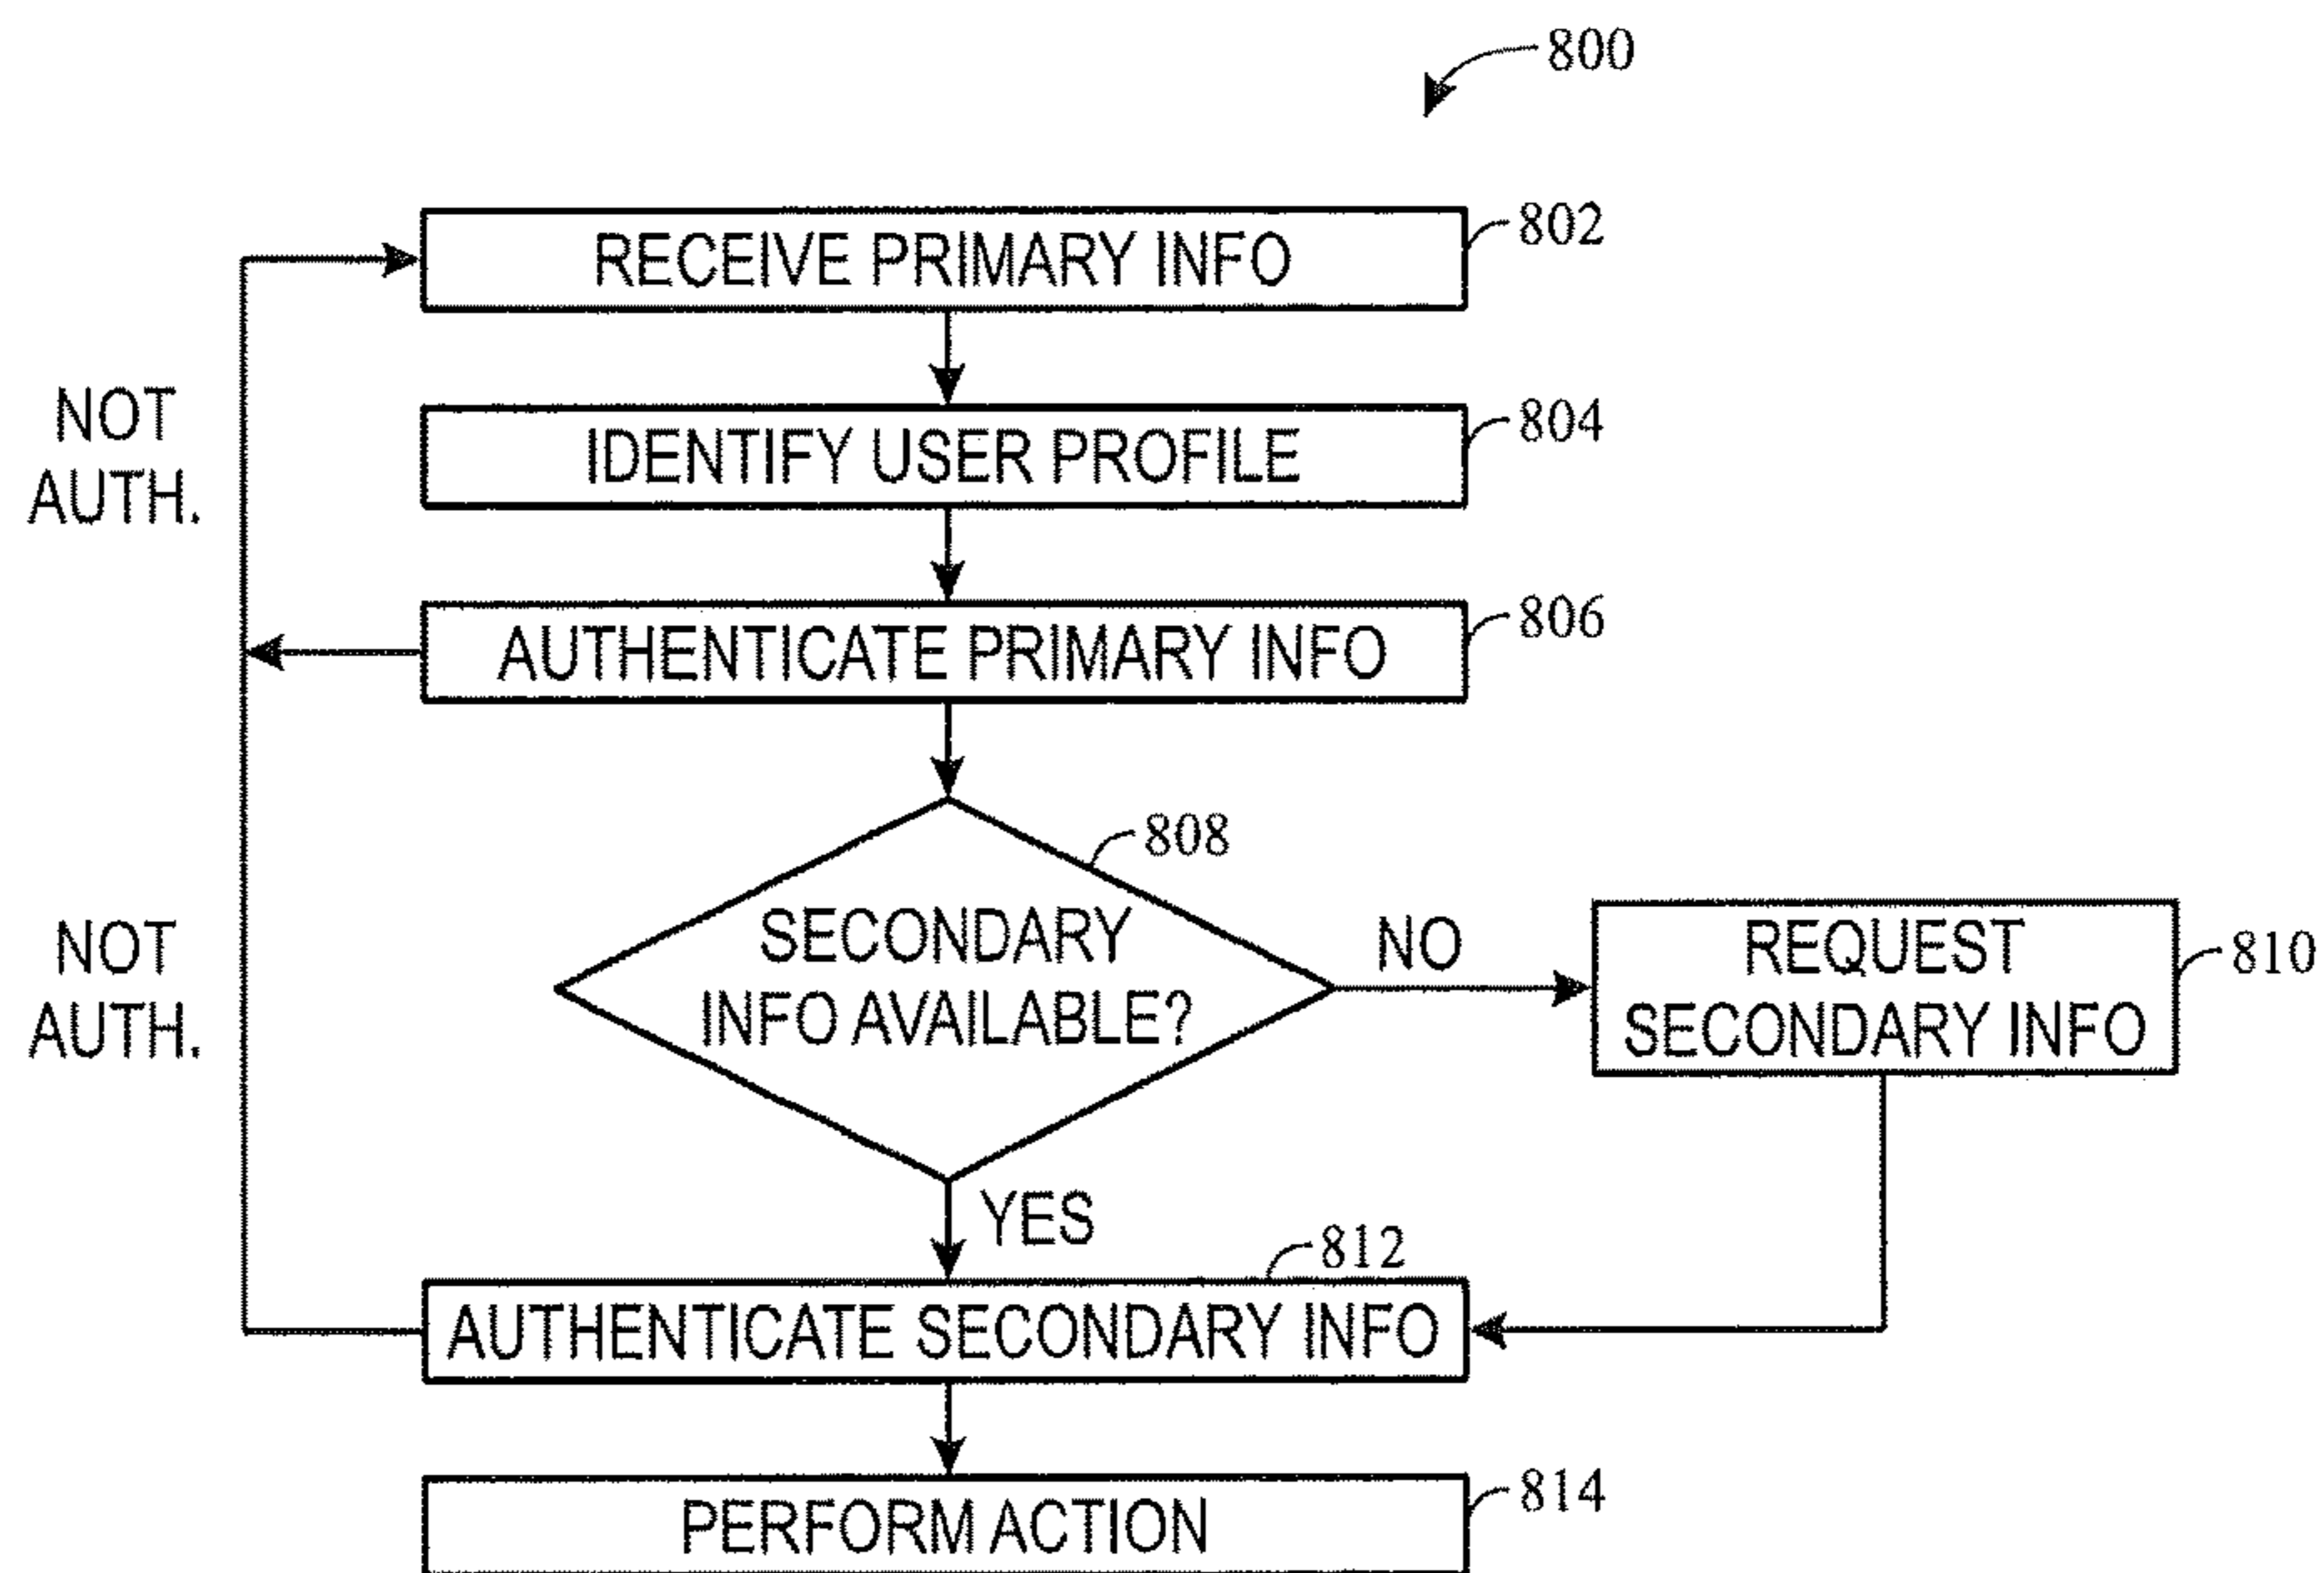 800
RECEIVE PRIMARY INFO
802
IDENTIFY USER PROFILE
804
NOT
AUTH.
AUTHENTICATE PRIMARY INFO
806
808
SECONDARY
INFO AVAILABLE?
NO
REQUEST
SECONDARY INFO
810
NOT
AUTH.
YES
812
AUTHENTICATE SECONDARY INFO
PERFORM ACTION
814